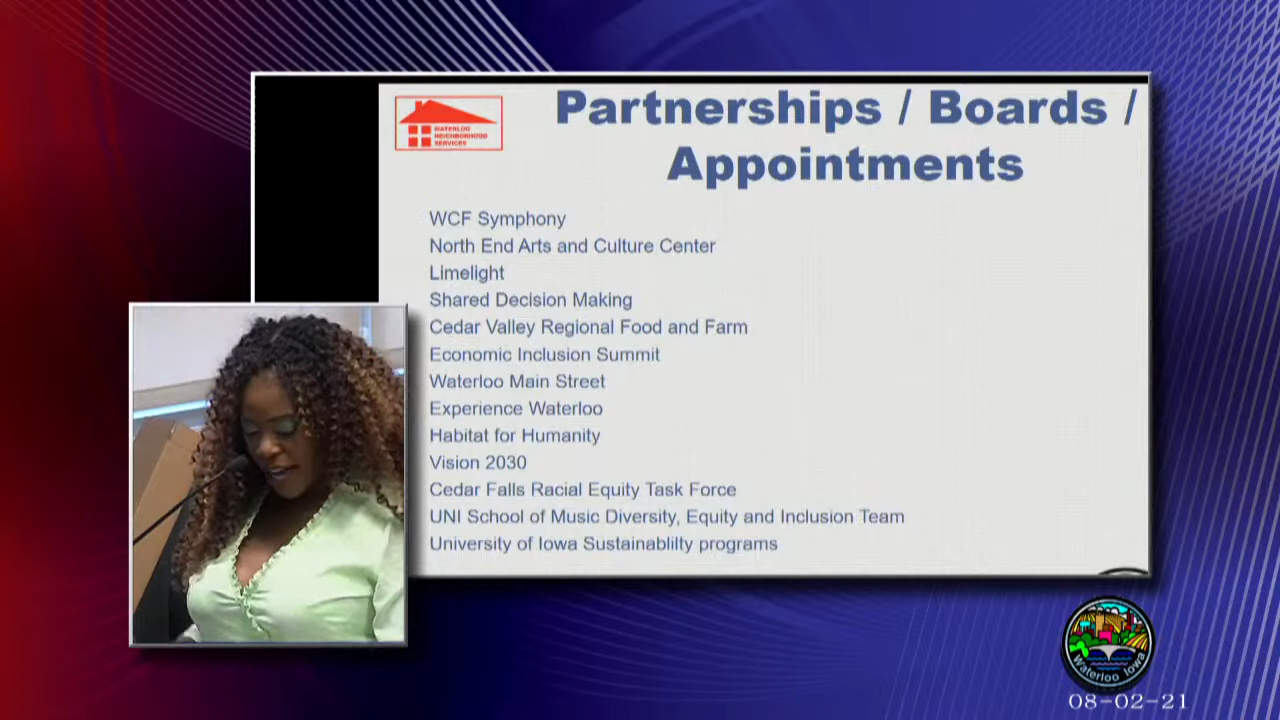 WATERLOO
NEIGHBORHOOD
SERVICES
Partnerships / Boards /
Appointments
WCF Symphony
North End Arts and Culture Center
Limelight
Shared Decision Making
Cedar Valley Regional Food and Farm
Economic Inclusion Summit
Waterloo Main Street
Experience Waterloo
Habitat for Humanity
Vision 2030
Cedar Falls Racial Equity Task Force
UNI School of Music Diversity, Equity and Inclusion Team
University of Iowa Sustainablilty programs
Waterloo Iowa
08-02-21